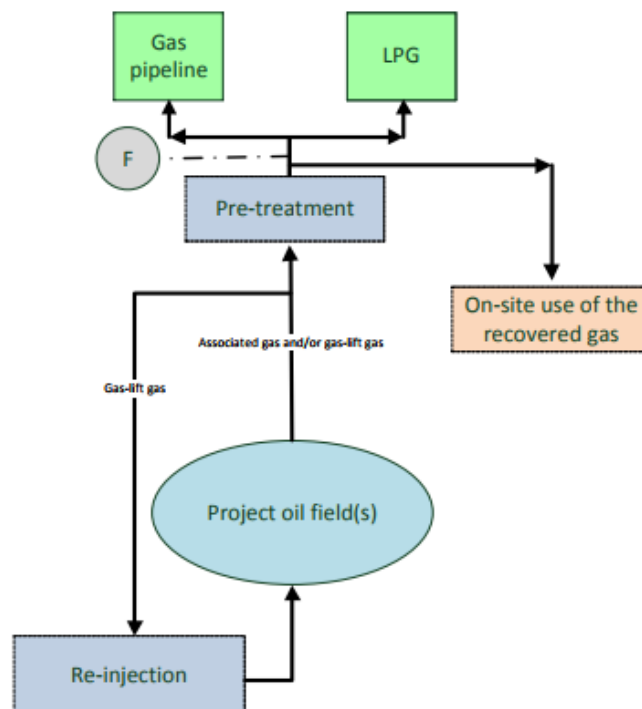 Gas
pipeline
LPG
F
Pre-treatment
On-site use of the
recovered gas
Associated gas and/or gas-lift gas
Gas-lift gas
Project oil field(s)
Re-injection